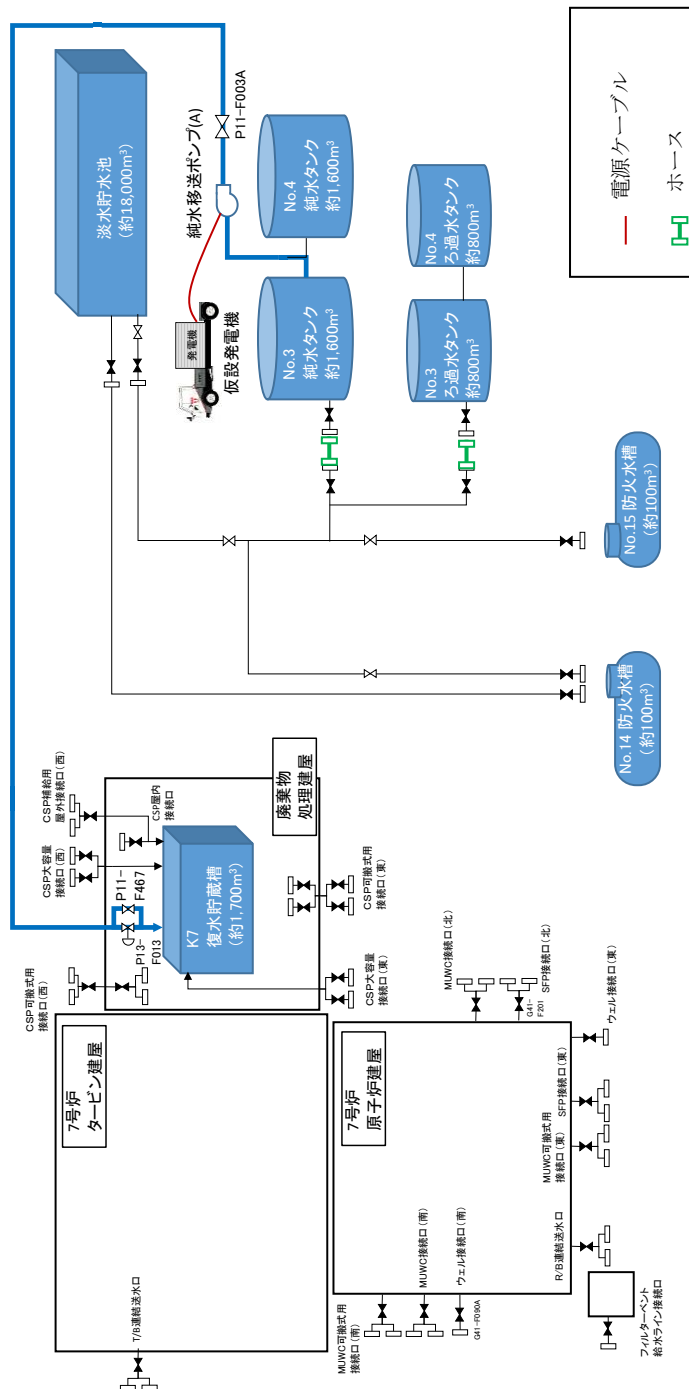 淡水貯水池
(約18,000m³)
P11-F003A
純水移送ポンプ(A)
No.4
純水タンク
約1,600m³
No.3
純水タンク
約1,600m³
発電機
仮設発電機
No.4
ろ過水タンク
約800m³
No.3
ろ過水タンク
約800m³
電源ケーブル
ホース
No.15 防火水槽
(約100m³)
No.14 防火水槽
(約100m³)
CSP補給用
屋外接続口(西)
CSP大容量
接続口(西)
CSP屋内
接続口
P11-
F467
P13-
F013
K7
復水貯蔵槽
(約1,700m³)
廃棄物
処理建屋
CSP可搬式用
接続口(西)
CSP可搬式用
接続口(東)
CSP大容量
接続口(東)
7号炉
タービン建屋
T/B連結送水口
7号炉
原子炉建屋
MUWC接続口(北)
SFP接続口(北)
G41-
F201
ウェル接続口(東)
SFP接続口(東)
MUWC可搬式用
接続口(東)
R/B連結送水口
MUWC可搬式用
接続口(南)
MUWC接続口(南)
ウェル接続口(南)
G41-F090A
フィルターベント
給水ライン接続口